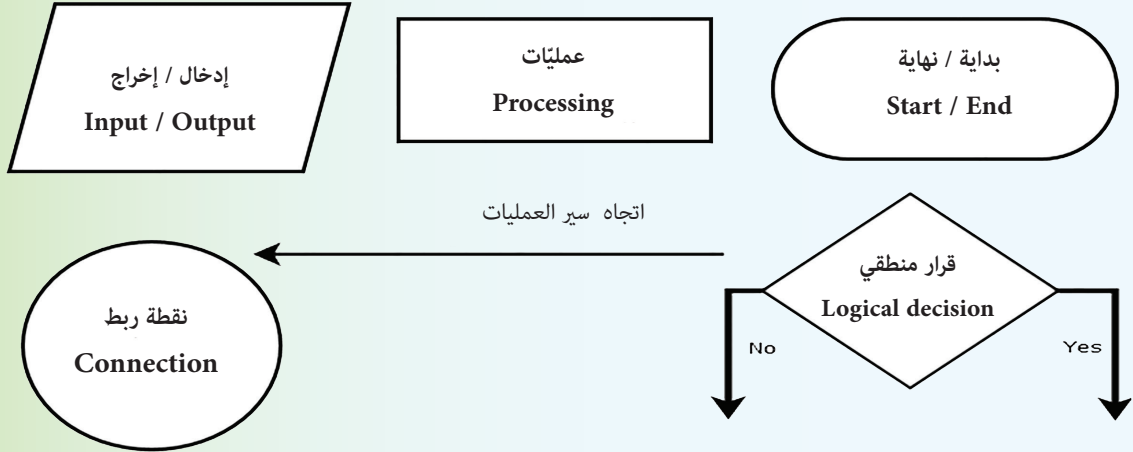 بداية / نهاية
Start / End
عمليّات
Processing
إدخال / إخراج
Input / Output
اتجاه سير العمليات
قرار منطقي
Logical decision
Yes
No
نقطة ربط
Connection